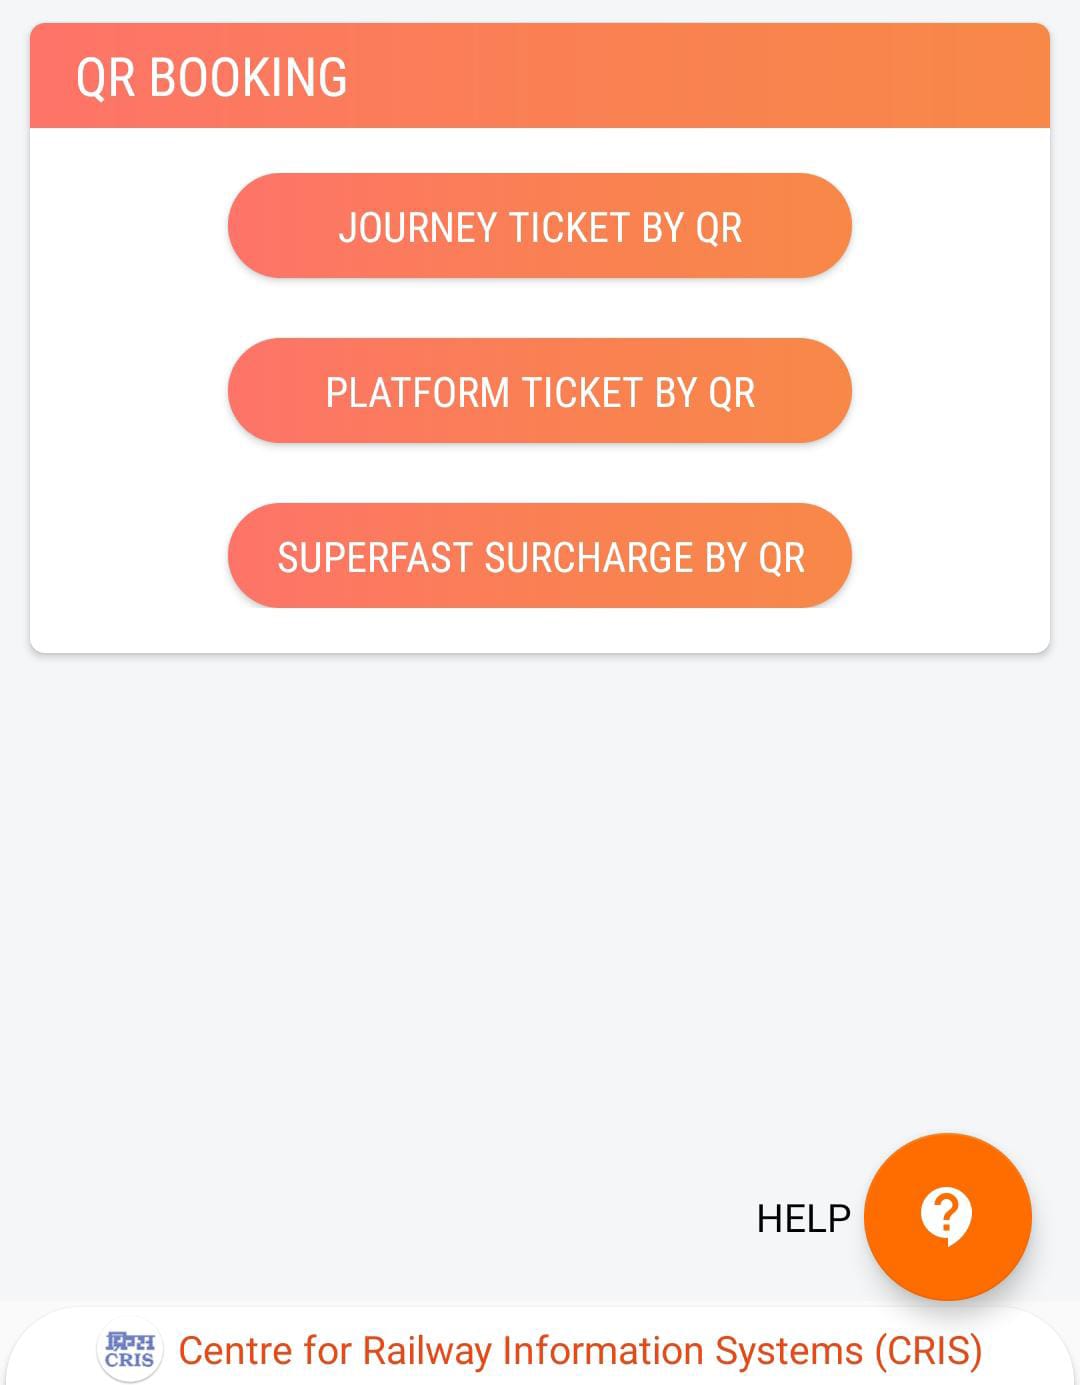 QR BOOKING
JOURNEY TICKET BY QR
PLATFORM TICKET BY QR
SUPERFAST SURCHARGE BY QR
HELP
क्रिस
CRIS
Centre for Railway Information Systems (CRIS)